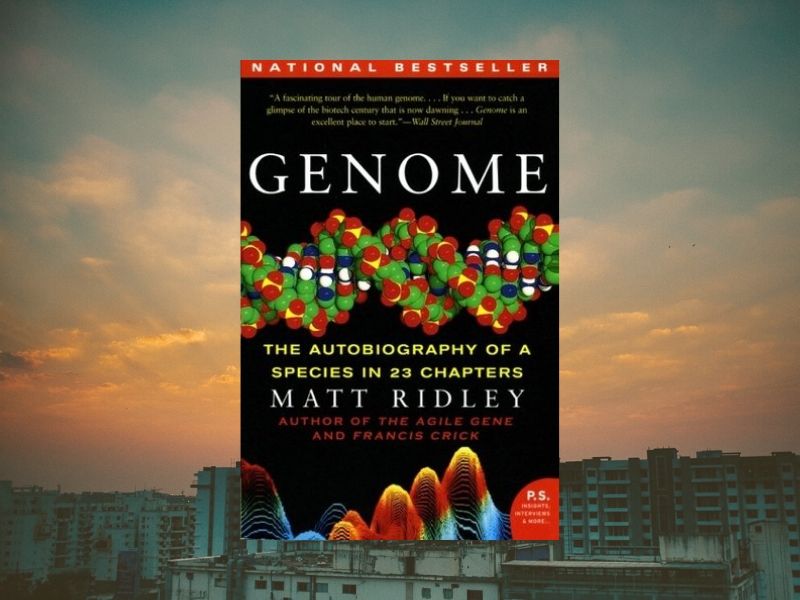 NATIONAL BESTSELLER
“A fascinating tour of the human genome. . . . If you want to catch a
glimpse of the biotech century that is now dawning . . . Genome is an
excellent place to start.”—Wall Street Journal
GENOME
THE AUTOBIOGRAPHY OF A
SPECIES IN 23 CHAPTERS
MATT RIDLEY
AUTHOR OF THE AGILE GENE
AND FRANCIS CRICK
P.S.
INSIGHTS,
INTERVIEWS
& MORE...